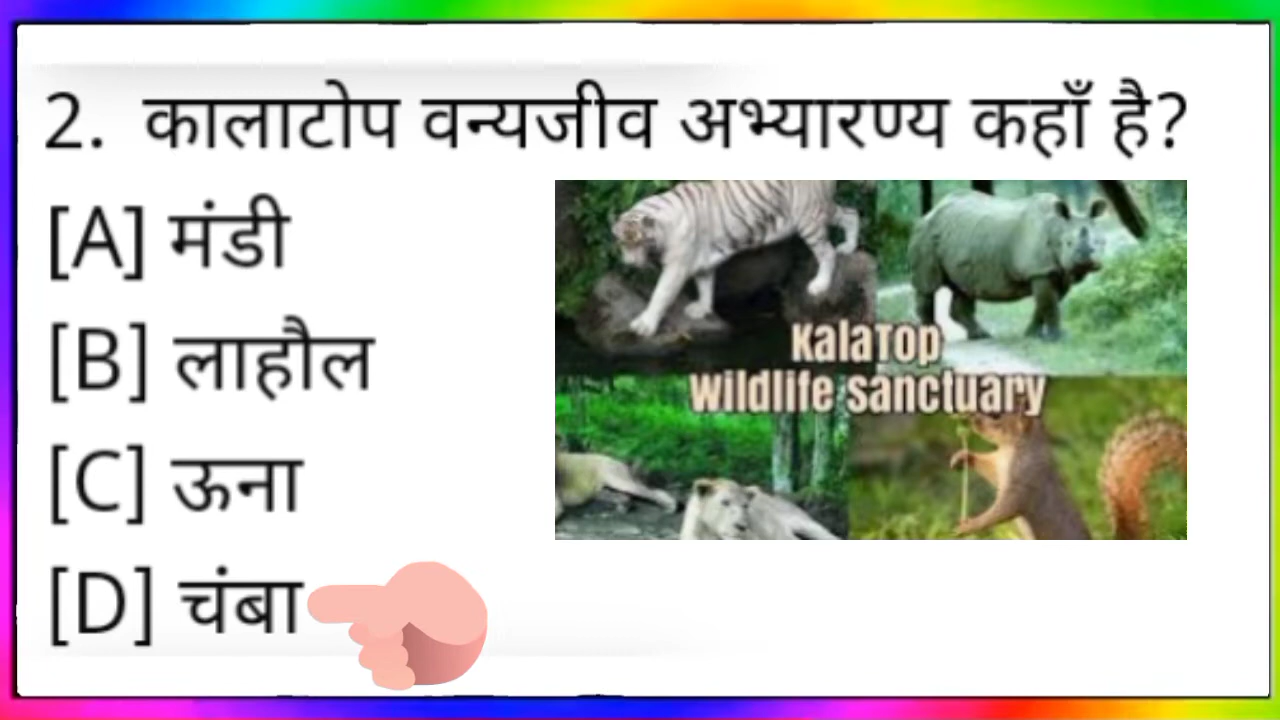 2. कालाटोप वन्यजीव अभ्यारण्य कहाँ है?
[A] मंडी
[B] लाहौल
[C] ऊना
[D] चंबा
KalaTop
Wildlife sanctuary